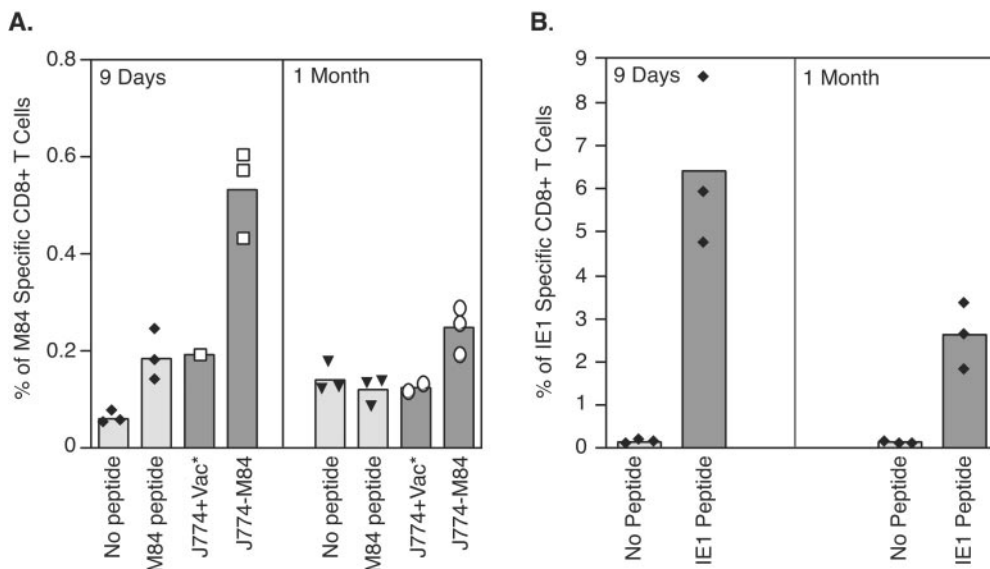 A.
% of M84 Specific CD8+ T Cells
0.8
0.6
0.4
0.2
0
9 Days
1 Month
No peptide
M84 peptide
J774+Vac*
J774-M84
No peptide
M84 peptide
J774+Vac*
J774-M84
B.
% of IE1 Specific CD8+ T Cells
9
8
7
6
5
4
3
2
1
0
9 Days
1 Month
No Peptide
IE1 Peptide
No Peptide
IE1 Peptide